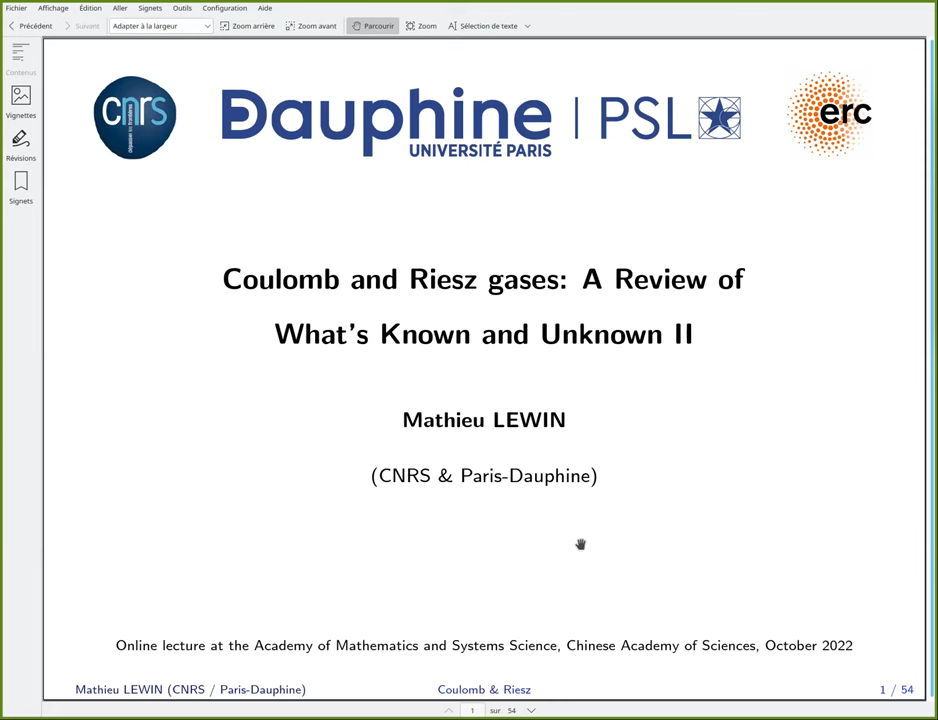 Fichier Affichage Édition Aller Signets Outils Configuration Aide
Précédent Suivant Adapter à la largeur Zoom arrière Zoom avant Parcourir Zoom Sélection de texte
Contenus
Vignettes
Révisions
Signets
cnrs
dépasser les frontières
Dauphine | PSL
UNIVERSITÉ PARIS
erc
Coulomb and Riesz gases: A Review of
What's Known and Unknown II
Mathieu LEWIN
(CNRS & Paris-Dauphine)
Online lecture at the Academy of Mathematics and Systems Science, Chinese Academy of Sciences, October 2022
Mathieu LEWIN (CNRS / Paris-Dauphine) Coulomb & Riesz 1 / 54
1 sur 54